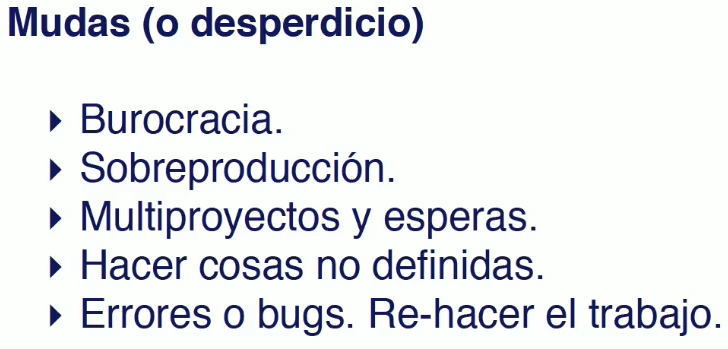 Mudas (o desperdicio)
Burocracia.
Sobreproducción.
Multiproyectos y esperas.
Hacer cosas no definidas.
Errores o bugs. Re-hacer el trabajo.